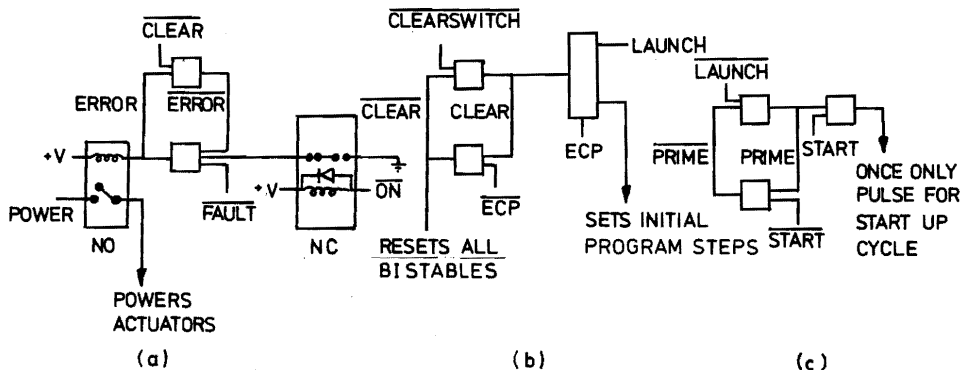 CLEAR
ERROR
ERROR
+V
POWER
NO
FAULT
POWERS
ACTUATORS
(a)
CLEAR
+V
ON
NC
CLEARSWITCH
CLEAR
ECP
RESETS ALL
BISTABLES
LAUNCH
ECP
SETS INITIAL
PROGRAM STEPS
(b)
LAUNCH
PRIME
PRIME
START
START
ONCE ONLY
PULSE FOR
START UP
CYCLE
(c)